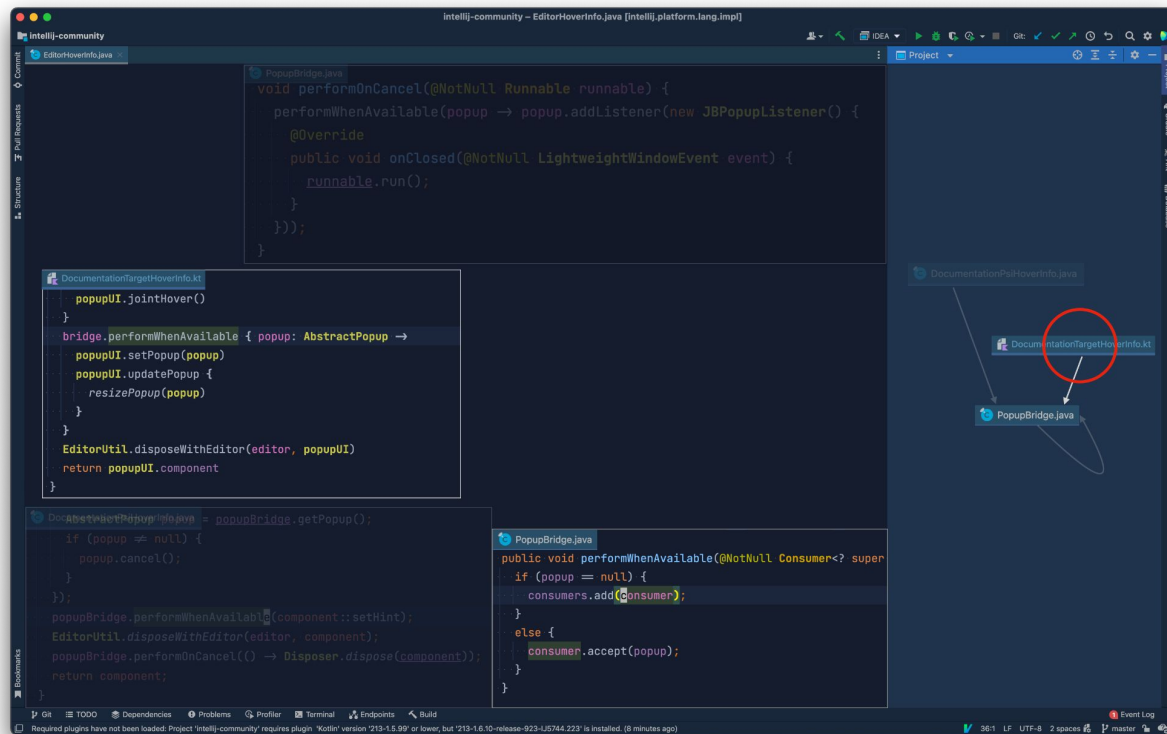 intellij-community – EditorHoverInfo.java [intellij.platform.lang.impl]
intellij-community
IDEA
Git:
Commit
Pull Requests
Structure
Bookmarks
EditorHoverInfo.java
Project
PopupBridge.java
void performOnCancel(@NotNull Runnable runnable) {
performWhenAvailable(popup → popup.addListener(new JBPopupListener() {
@Override
public void onClosed(@NotNull LightweightWindowEvent event) {
runnable.run();
}
}));
}
DocumentationTargetHoverInfo.kt
popupUI.jointHover()
}
bridge.performWhenAvailable { popup: AbstractPopup →
popupUI.setPopup(popup)
popupUI.updatePopup {
resizePopup(popup)
}
}
EditorUtil.disposeWithEditor(editor, popupUI)
return popupUI.component
}
DocumentationPsiHoverInfo.java
AbstractPopup popup = popupBridge.getPopup();
if (popup ≠ null) {
popup.cancel();
}
});
popupBridge.performWhenAvailable(component::setHint);
EditorUtil.disposeWithEditor(editor, component);
popupBridge.performOnCancel(() → Disposer.dispose(component));
return component;
}
PopupBridge.java
public void performWhenAvailable(@NotNull Consumer<? super
if (popup == null) {
consumers.add(consumer);
}
else {
consumer.accept(popup);
}
}
DocumentationPsiHoverInfo.java
DocumentationTargetHoverInfo.kt
PopupBridge.java
Git TODO Dependencies Problems Profiler Terminal Endpoints Build
1 Event Log
Required plugins have not been loaded: Project 'intellij-community' requires plugin 'Kotlin' version '213-1.5.99' or lower, but '213-1.6.10-release-923-IJ5744.223' is installed. (8 minutes ago)
36:1 LF UTF-8 2 spaces master